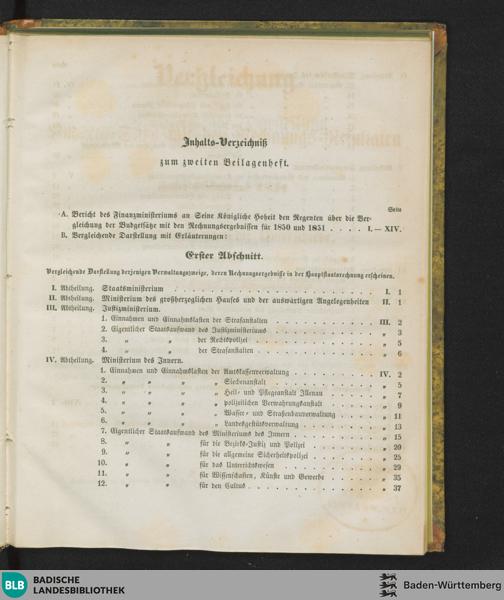 Inhalts-Verzeichniß
zum zweiten Beilagenheft.
Seite
A. Bericht des Finanzministeriums an Seine Königliche Hoheit den Regenten über die Ver-
gleichung der Budgetsätze mit den Rechnungsergebnissen für 1850 und 1851 . . . . I.—XIV.
B. Vergleichende Darstellung mit Erläuterungen:
Erster Abschnitt.
Vergleichende Darstellung derjenigen Verwaltungszweige, deren Rechnungsergebnisse in der Hauptstaatsrechnung erscheinen.
I. Abtheilung. Staatsministerium . . . I. 1
II. Abtheilung. Ministerium des großherzoglichen Hauses und der auswärtigen Angelegenheiten II. 1
III. Abtheilung. Justizministerium.
1. Einnahmen und Einnahmslasten der Strafanstalten . . . III. 2
2. Eigentlicher Staatsaufwand des Justizministeriums . . . „ 3
3. „ „ der Rechtspolizei . . . „ 5
4. „ „ der Strafanstalten . . . „ 6
IV. Abtheilung. Ministerium des Innern.
1. Einnahmen und Einnahmslasten der Amtskassenverwaltung . . . IV. 2
2. „ „ „ „ Siechenanstalt . . . „ 5
3. „ „ „ „ Heil- und Pflegeanstalt Illenau . . . „ 7
4. „ „ „ „ polizeilichen Verwahrungsanstalt . . . „ 9
5. „ „ „ „ Wasser- und Straßenbauverwaltung . . . „ 11
6. „ „ „ „ Landesgestütsverwaltung . . . „ 13
7. Eigentlicher Staatsaufwand des Ministeriums des Innern . . . „ 15
8. „ „ für die Bezirks-Justiz und Polizei . . . „ 20
9. „ „ für die allgemeine Sicherheitspolizei . . . „ 25
10. „ „ für das Unterrichtswesen . . . „ 29
11. „ „ für Wissenschaften, Künste und Gewerbe . . . „ 35
12. „ „ für den Cultus . . . „ 37
BLB BADISCHE
LANDESBIBLIOTHEK
Baden-Württemberg